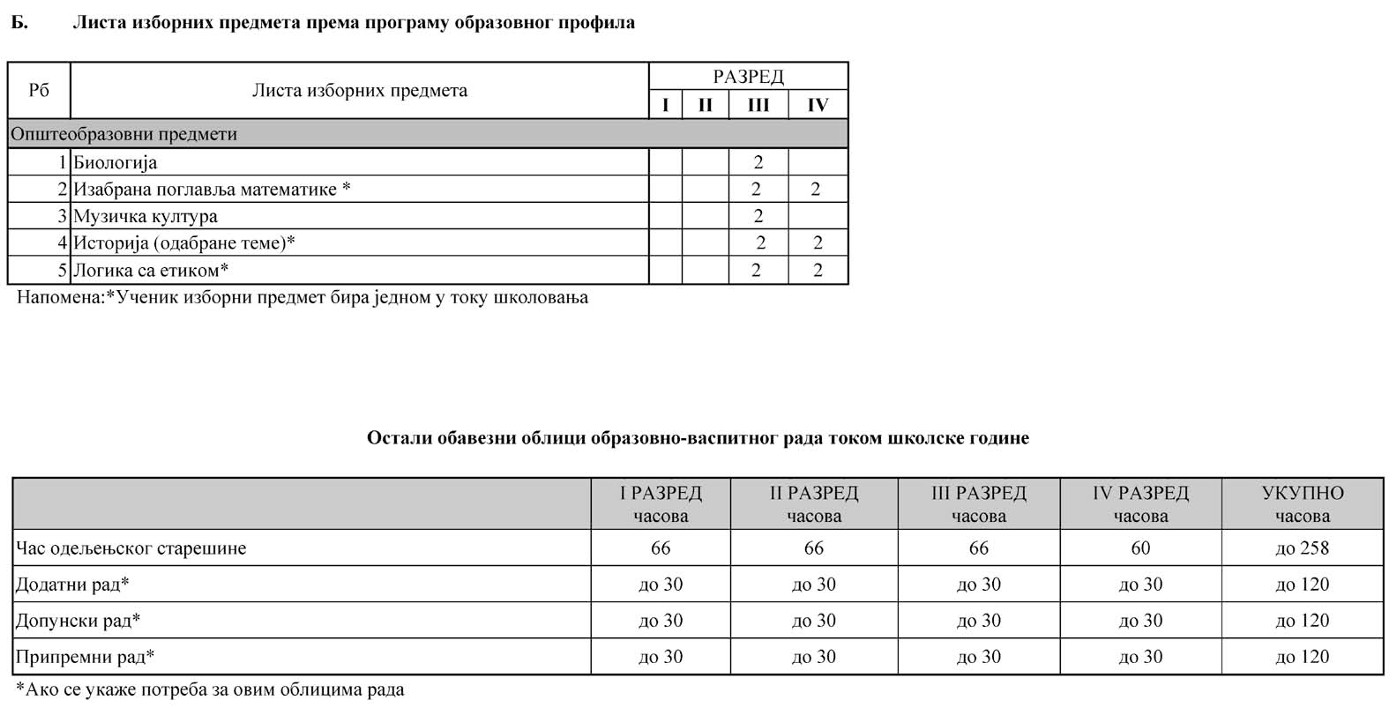 Б. Листа изборних предмета према програму образовног профила
Рб Листа изборних предмета РАЗРЕД
I II III IV
Општеобразовни предмети
1 Биологија 2
2 Изабрана поглавља математике * 2 2
3 Музичка култура 2
4 Историја (одабране теме)* 2 2
5 Логика са етиком* 2 2
Напомена:*Ученик изборни предмет бира једном у току школовања
Остали обавезни облици образовно-васпитног рада током школске године
I РАЗРЕД II РАЗРЕД III РАЗРЕД IV РАЗРЕД УКУПНО
часова часова часова часова часова
Час одељењског старешине 66 66 66 60 до 258
Додатни рад* до 30 до 30 до 30 до 30 до 120
Допунски рад* до 30 до 30 до 30 до 30 до 120
Припремни рад* до 30 до 30 до 30 до 30 до 120
*Ако се укаже потреба за овим облицима рада